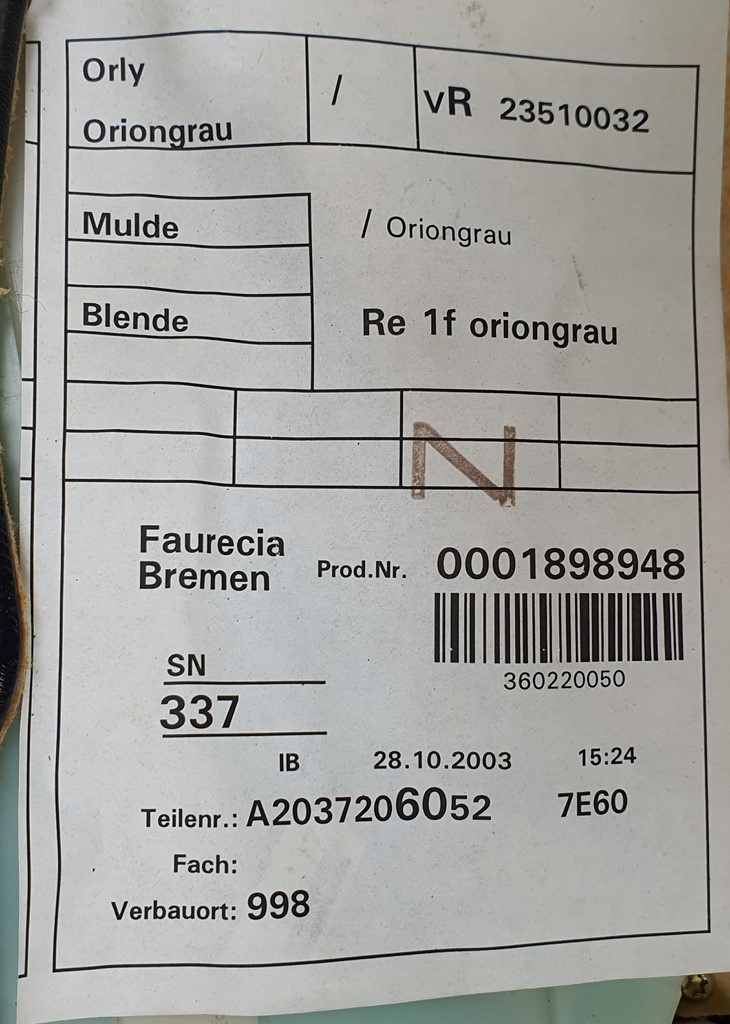 Orly / vR 23510032
Oriongrau
Mulde / Oriongrau
Blende Re 1f oriongrau
N
Faurecia
Bremen Prod.Nr. 0001898948
360220050
SN
337
IB 28.10.2003 15:24
Teilenr.: A2037206052 7E60
Fach:
Verbauort: 998